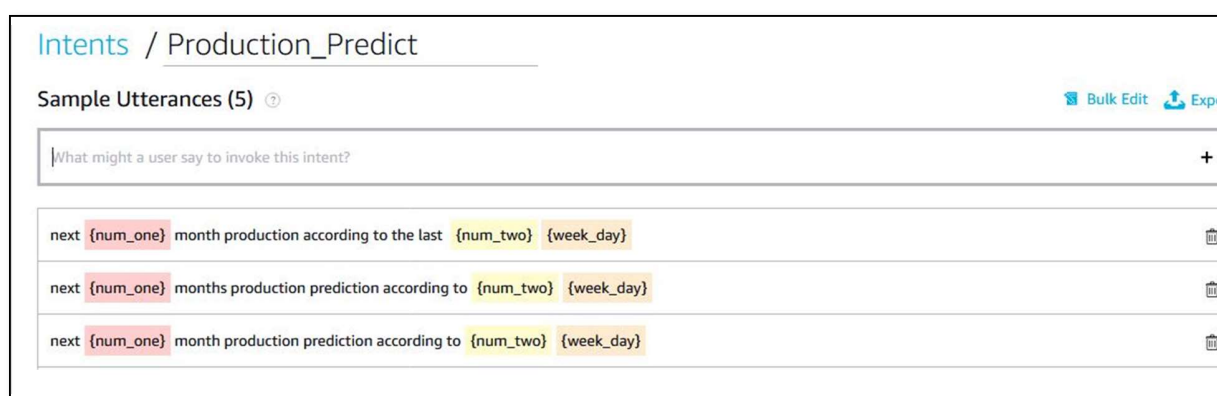 Intents / Production_Predict
Sample Utterances (5) ?
Bulk Edit Expo
What might a user say to invoke this intent? +
next {num_one} month production according to the last {num_two} {week_day}
next {num_one} months production prediction according to {num_two} {week_day}
next {num_one} month production prediction according to {num_two} {week_day}